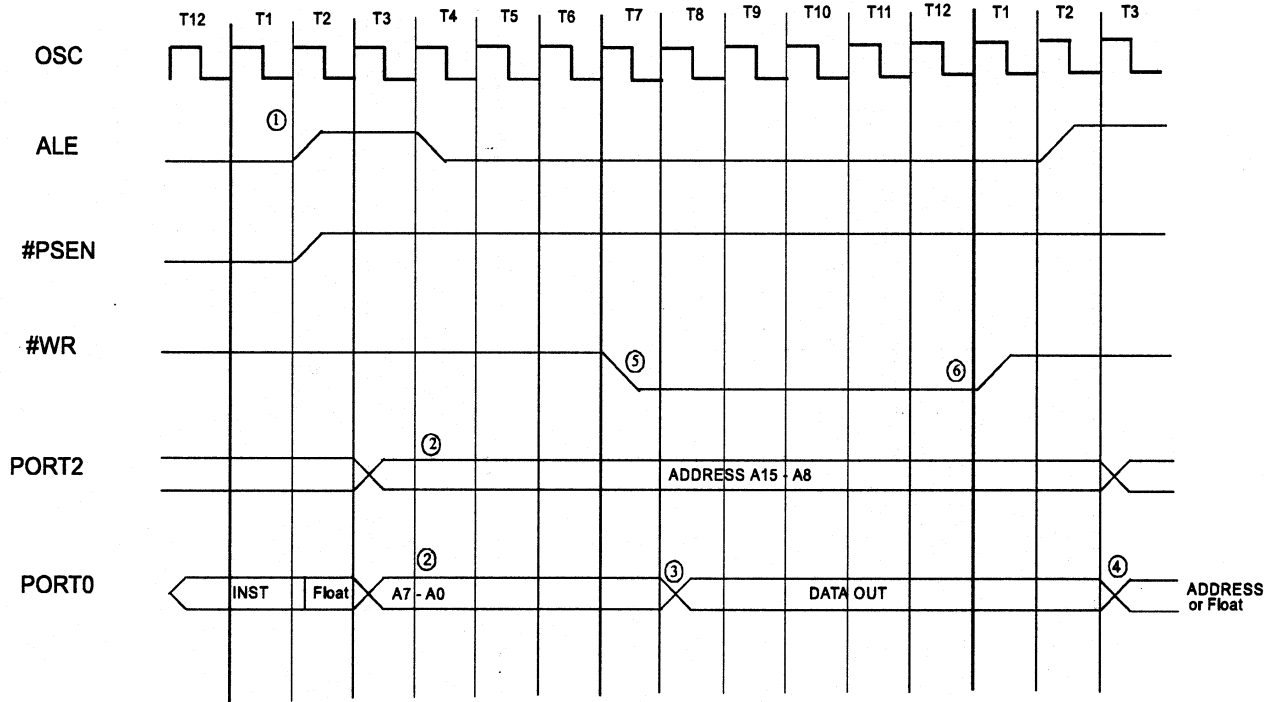 T12 T1 T2 T3 T4 T5 T6 T7 T8 T9 T10 T11 T12 T1 T2 T3
OSC
①
ALE
#PSEN
#WR
⑤
⑥
②
PORT2
ADDRESS A15 - A8
②
③
④
PORT0
INST
Float
A7 - A0
DATA OUT
ADDRESS
or Float